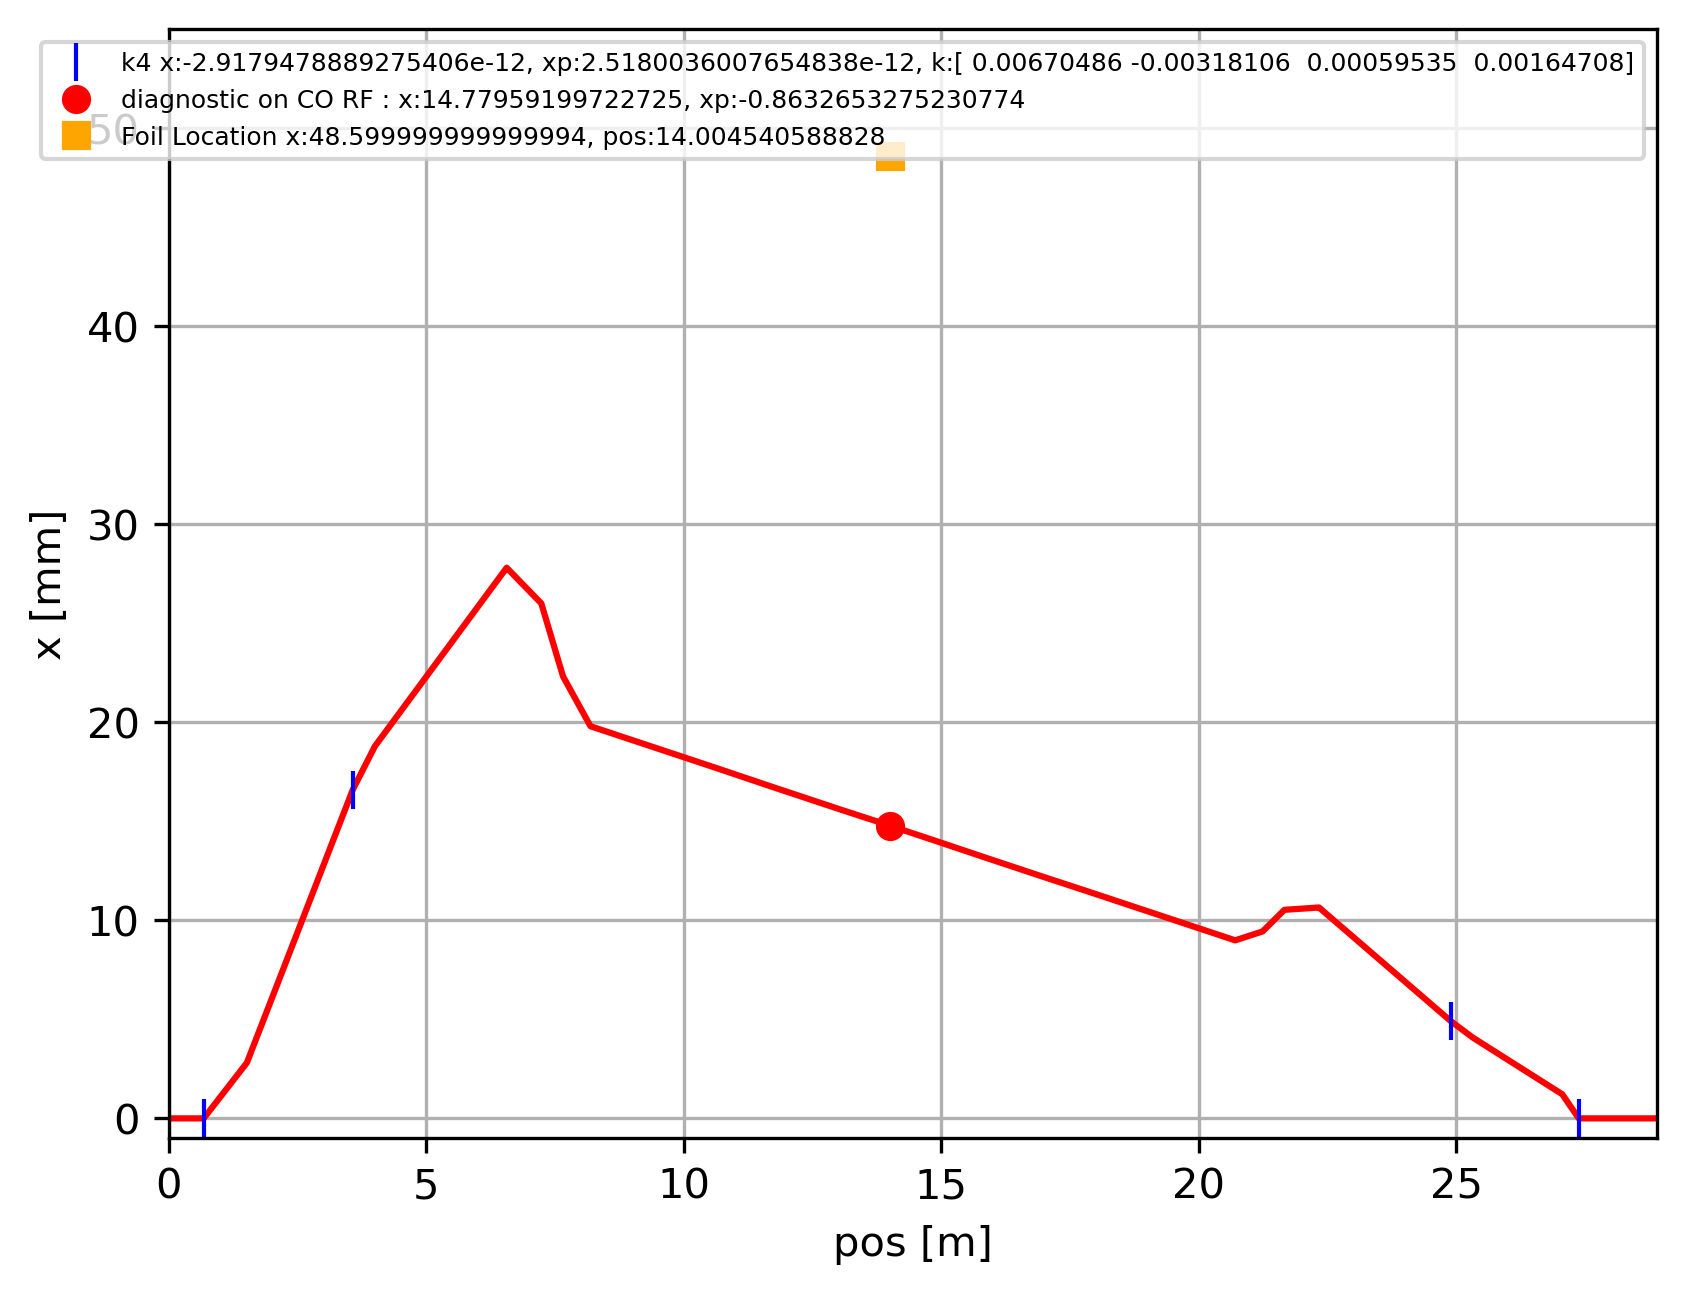 k4 x:-2.9179478889275406e-12, xp:2.5180036007654838e-12, k:[ 0.00670486 -0.00318106  0.00059535  0.00164708]
diagnostic on CO RF : x:14.77959199722725, xp:-0.8632653275230774
Foil Location x:48.599999999999994, pos:14.004540588828
50
40
30
20
10
0
x [mm]
0 5 10 15 20 25
pos [m]